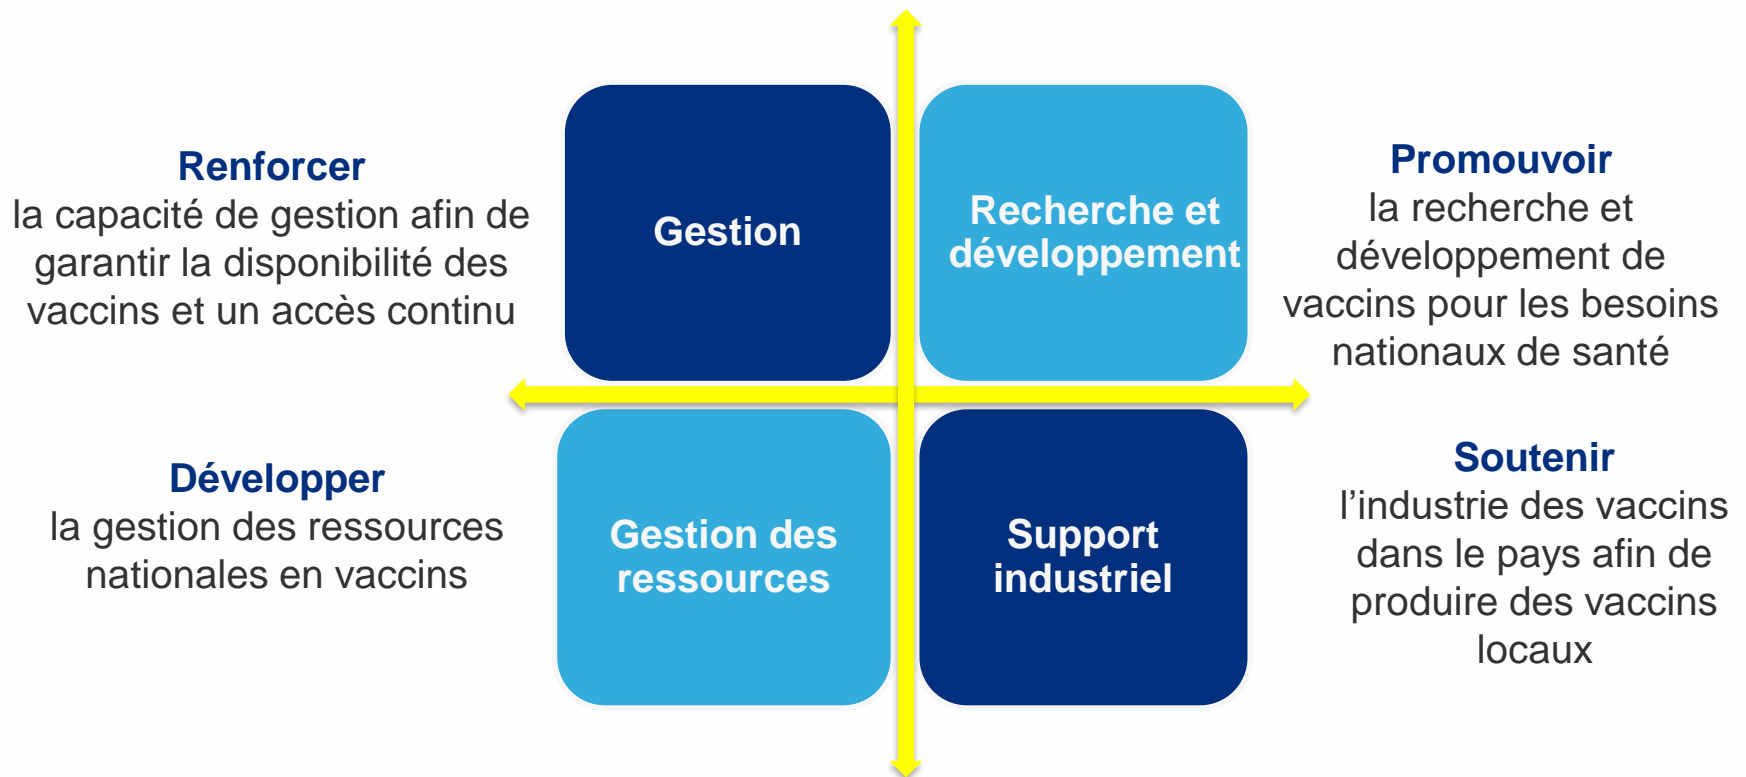 Renforcer
la capacité de gestion afin de
garantir la disponibilité des
vaccins et un accès continu
Gestion
Recherche et
développement
Promouvoir
la recherche et
développement de
vaccins pour les besoins
nationaux de santé
Développer
la gestion des ressources
nationales en vaccins
Gestion des
ressources
Support
industriel
Soutenir
l’industrie des vaccins
dans le pays afin de
produire des vaccins
locaux